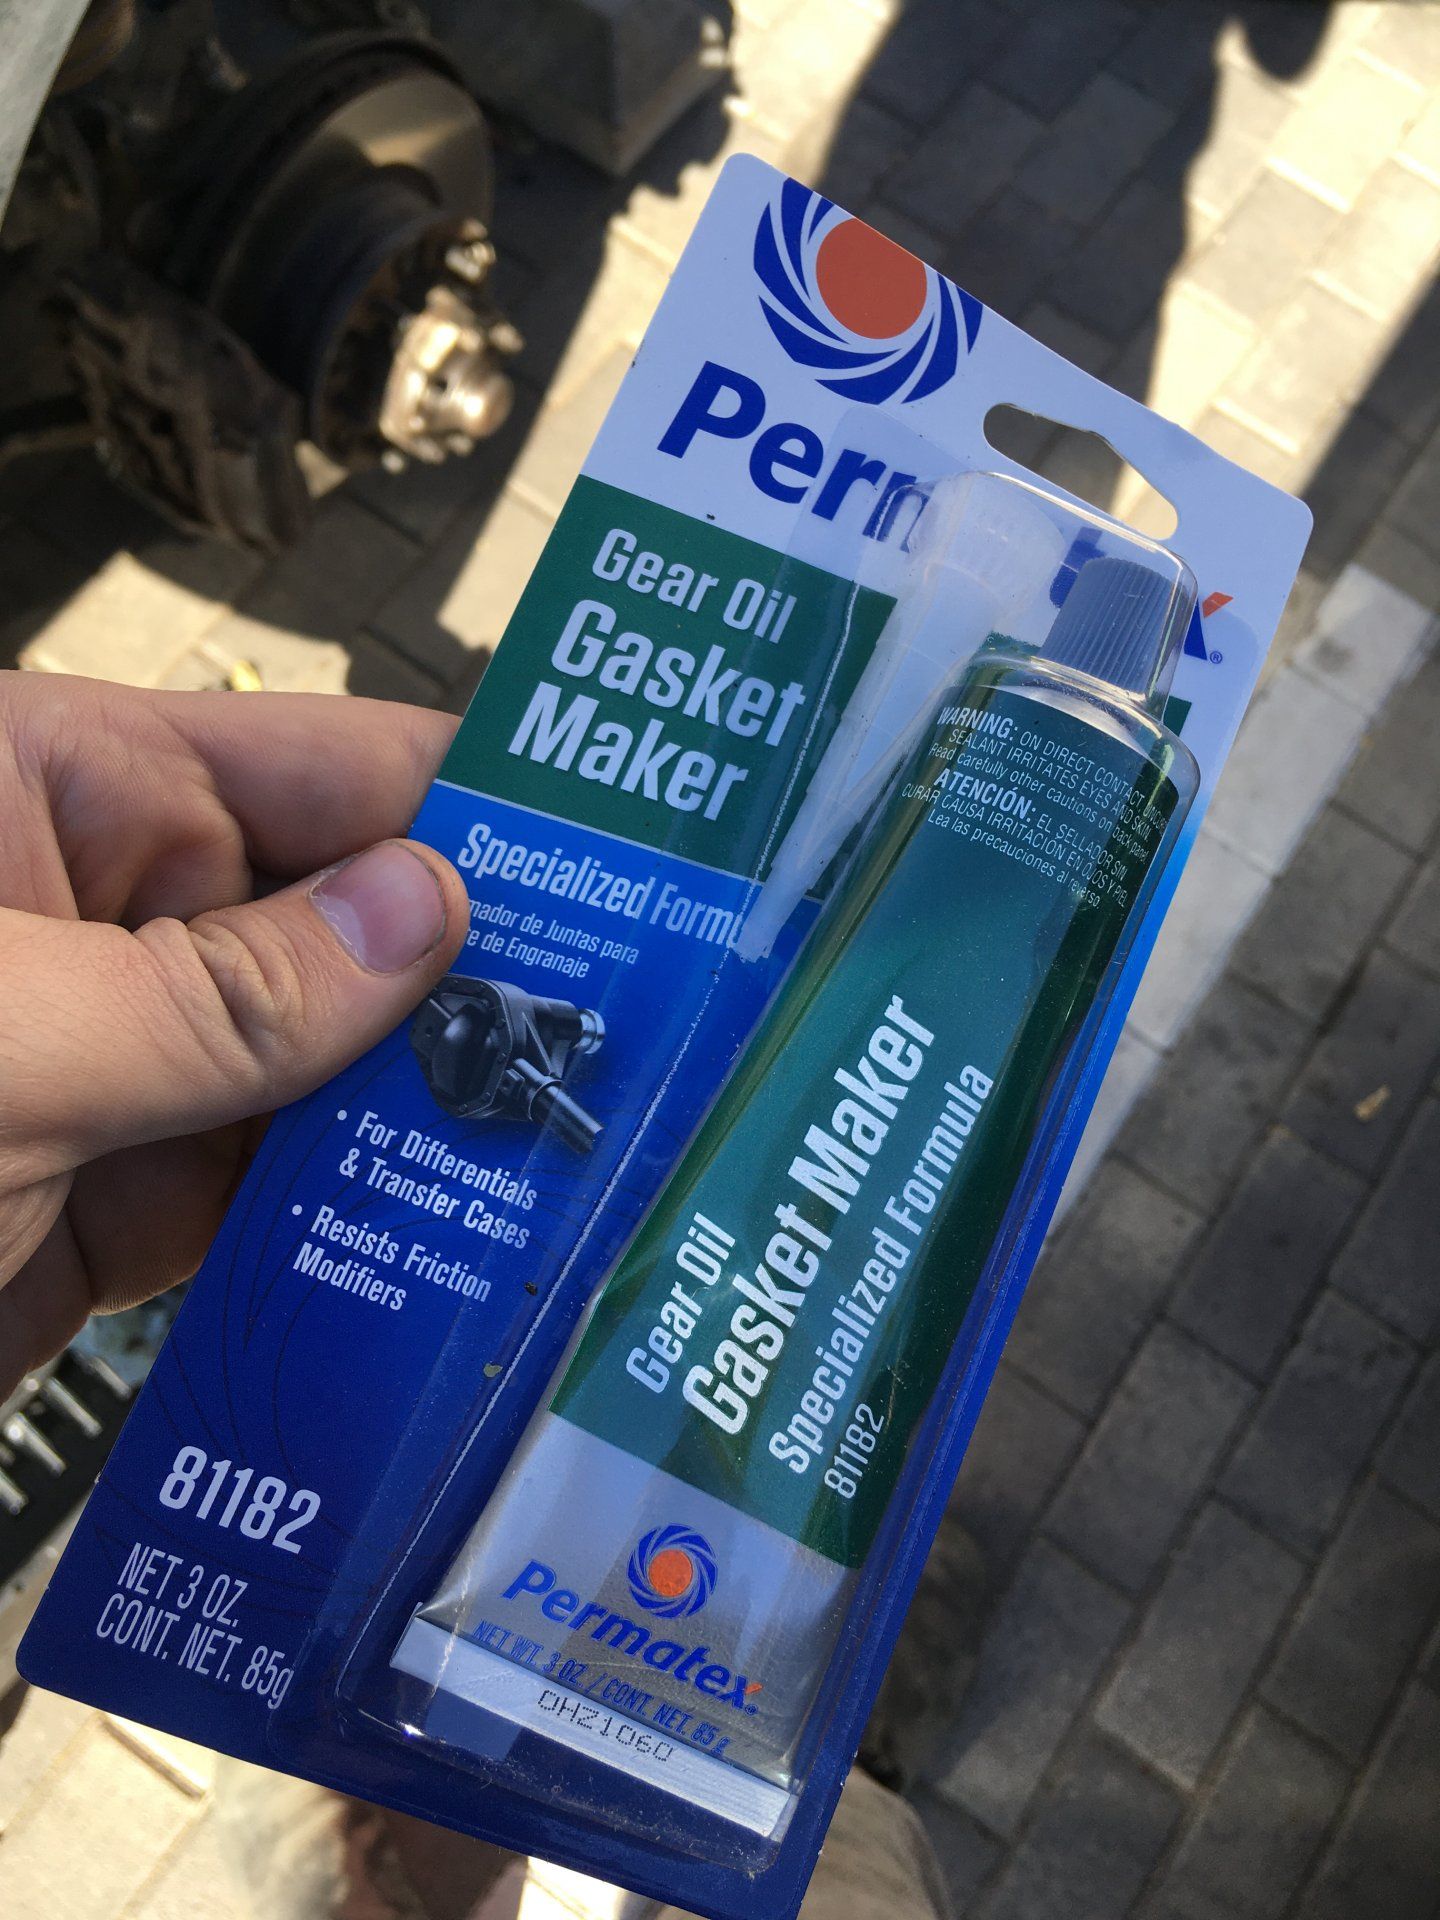 Gear Oil
Gasket
Maker
Specialized
de Juntas para
de Engranaje
• For Differentials
& Transfer Cases
• Resists Friction
Modifiers
81182
NET 3 OZ.
CONT. NET. 85g
WARNING: ON DIRECT CONTACT
SEALANT IRRITATES EYES AND SKIN
Read carefully other cautions on back panel
ATENCIÓN: EL SELLADOR SIN
CURAR CAUSA IRRITACIÓN EN OJOS Y PIEL
Lea las precauciones al reverso.
Gear Oil
Gasket Maker
Specialized Formula
81182
Permatex®
NET WT. 3 OZ. / CONT. NET. 85 g
OHZ1060